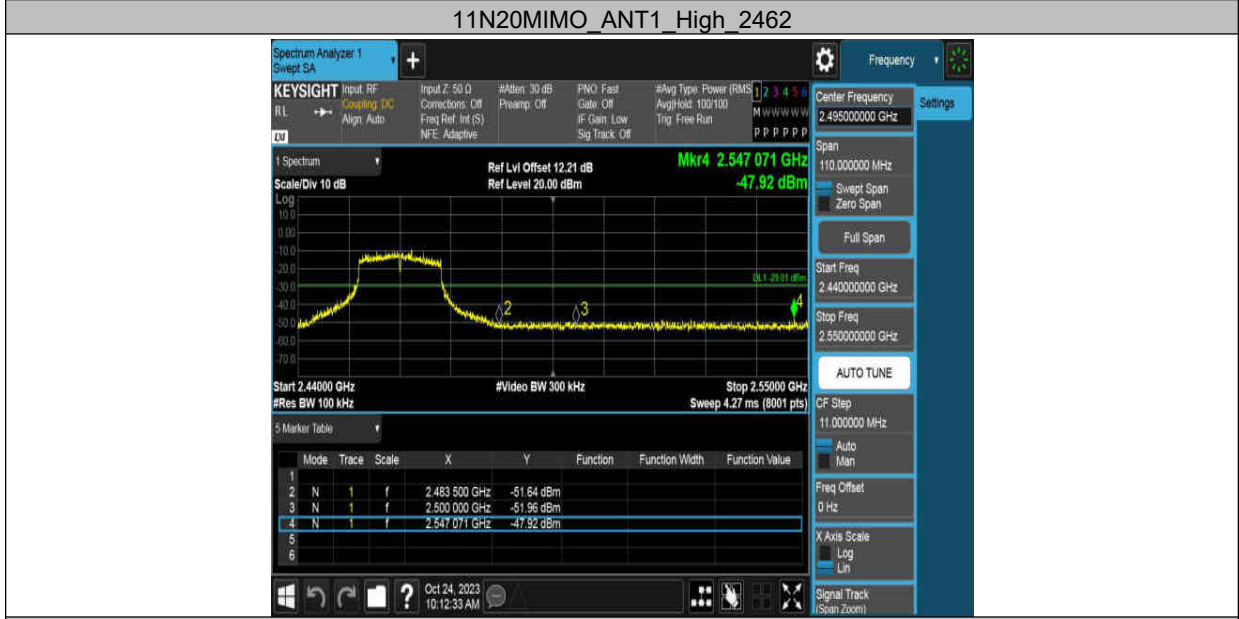 11N20MIMO_ANT1_High_2462
Spectrum Analyzer 1
Swept SA
+
Frequency
KEYSIGHT
RL
LXI
Input: RF
Coupling: DC
Align: Auto
Input Z: 50 Ω
Corrections: Off
Freq Ref: Int (S)
NFE: Adaptive
#Atten: 30 dB
Preamp: Off
PNO: Fast
Gate: Off
IF Gain: Low
Sig Track: Off
#Avg Type: Power (RMS
Avg|Hold: 100/100
Trig: Free Run
1 2 3 4 5 6
M W W W W W
P P P P P P
1 Spectrum
Scale/Div 10 dB
Ref Lvl Offset 12.21 dB
Ref Level 20.00 dBm
Mkr4 2.547 071 GHz
-47.92 dBm
Log
10.0
0.00
-10.0
-20.0
-30.0
-40.0
-50.0
-60.0
-70.0
DL1 -29.01 dBm
2
3
4
Start 2.44000 GHz
#Res BW 100 kHz
#Video BW 300 kHz
Stop 2.55000 GHz
Sweep 4.27 ms (8001 pts)
5 Marker Table
Mode Trace Scale X Y Function Function Width Function Value
1
2 N 1 f 2.483 500 GHz -51.64 dBm
3 N 1 f 2.500 000 GHz -51.96 dBm
4 N 1 f 2.547 071 GHz -47.92 dBm
5
6
Oct 24, 2023
10:12:33 AM
?
Settings
Center Frequency
2.495000000 GHz
Span
110.000000 MHz
Swept Span
Zero Span
Full Span
Start Freq
2.440000000 GHz
Stop Freq
2.550000000 GHz
AUTO TUNE
CF Step
11.000000 MHz
Auto
Man
Freq Offset
0 Hz
X Axis Scale
Log
Lin
Signal Track
(Span Zoom)